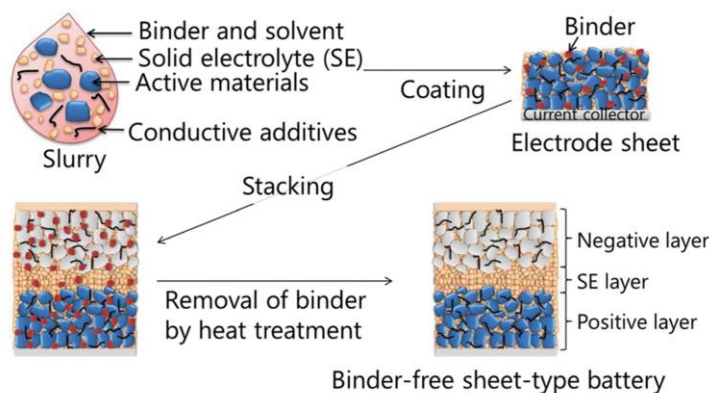 Binder and solvent
Solid electrolyte (SE)
Active materials
Conductive additives
Slurry
Coating
Binder
Current collector
Electrode sheet
Stacking
Removal of binder
by heat treatment
Negative layer
SE layer
Positive layer
Binder-free sheet-type battery